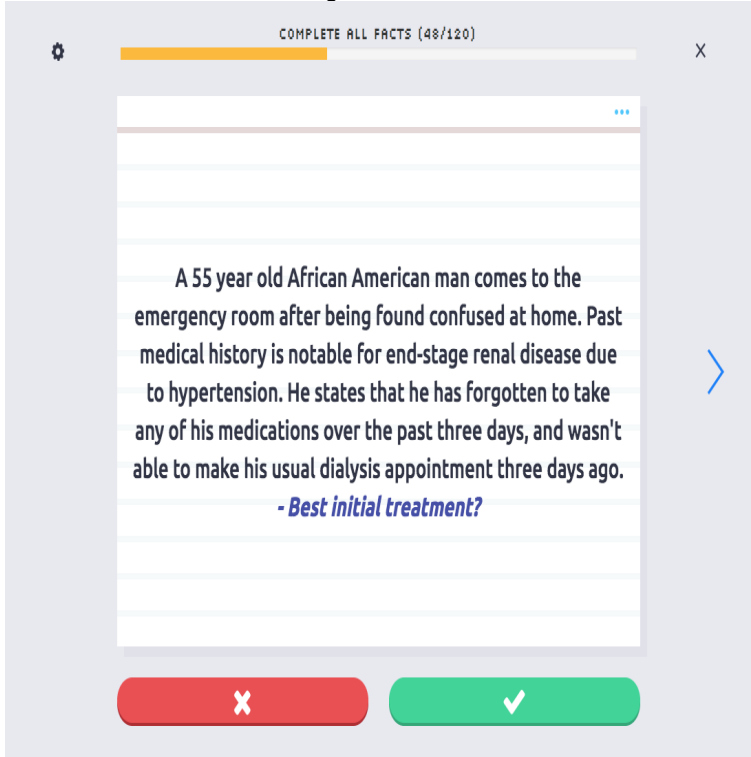 COMPLETE ALL FACTS (48/120)
X
A 55 year old African American man comes to the
emergency room after being found confused at home. Past
medical history is notable for end-stage renal disease due
to hypertension. He states that he has forgotten to take
any of his medications over the past three days, and wasn't
able to make his usual dialysis appointment three days ago.
- Best initial treatment?